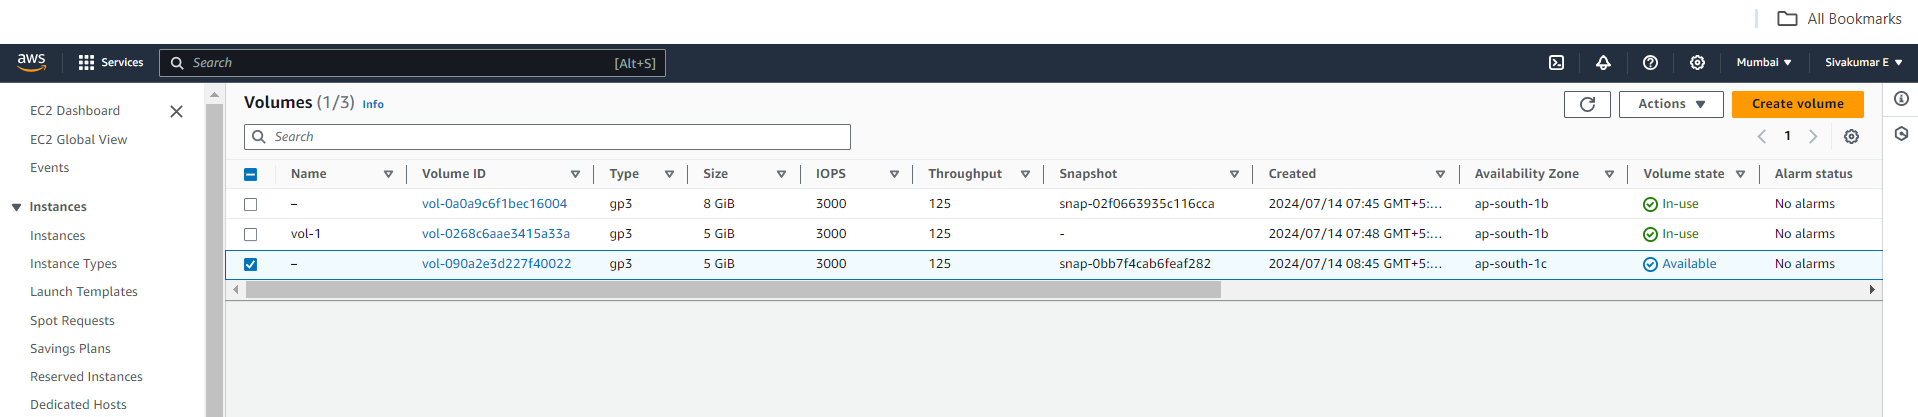 All Bookmarks
aws Services Search [Alt+S] Mumbai Sivakumar E
EC2 Dashboard
EC2 Global View
Events
Instances
Instances
Instance Types
Launch Templates
Spot Requests
Savings Plans
Reserved Instances
Dedicated Hosts
Volumes (1/3) Info
Actions Create volume
Search
1
Name Volume ID Type Size IOPS Throughput Snapshot Created Availability Zone Volume state Alarm status
– vol-0a0a9c6f1bec16004 gp3 8 GiB 3000 125 snap-02f0663935c116cca 2024/07/14 07:45 GMT+5:... ap-south-1b In-use No alarms
vol-1 vol-0268c6aae3415a33a gp3 5 GiB 3000 125 - 2024/07/14 07:48 GMT+5:... ap-south-1b In-use No alarms
– vol-090a2e3d227f40022 gp3 5 GiB 3000 125 snap-0bb7f4cab6feaf282 2024/07/14 08:45 GMT+5:... ap-south-1c Available No alarms